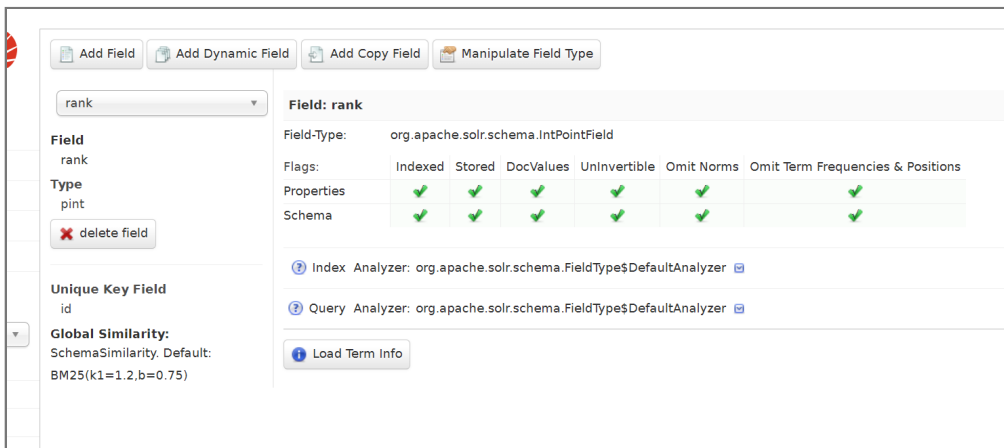 Add Field Add Dynamic Field Add Copy Field Manipulate Field Type
rank
Field
rank
Type
pint
delete field
Unique Key Field
id
Global Similarity:
SchemaSimilarity. Default:
BM25(k1=1.2,b=0.75)
Field: rank
Field-Type: org.apache.solr.schema.IntPointField
Flags: Indexed Stored DocValues UnInvertible Omit Norms Omit Term Frequencies & Positions
Properties
Schema
Index Analyzer: org.apache.solr.schema.FieldType$DefaultAnalyzer
Query Analyzer: org.apache.solr.schema.FieldType$DefaultAnalyzer
Load Term Info